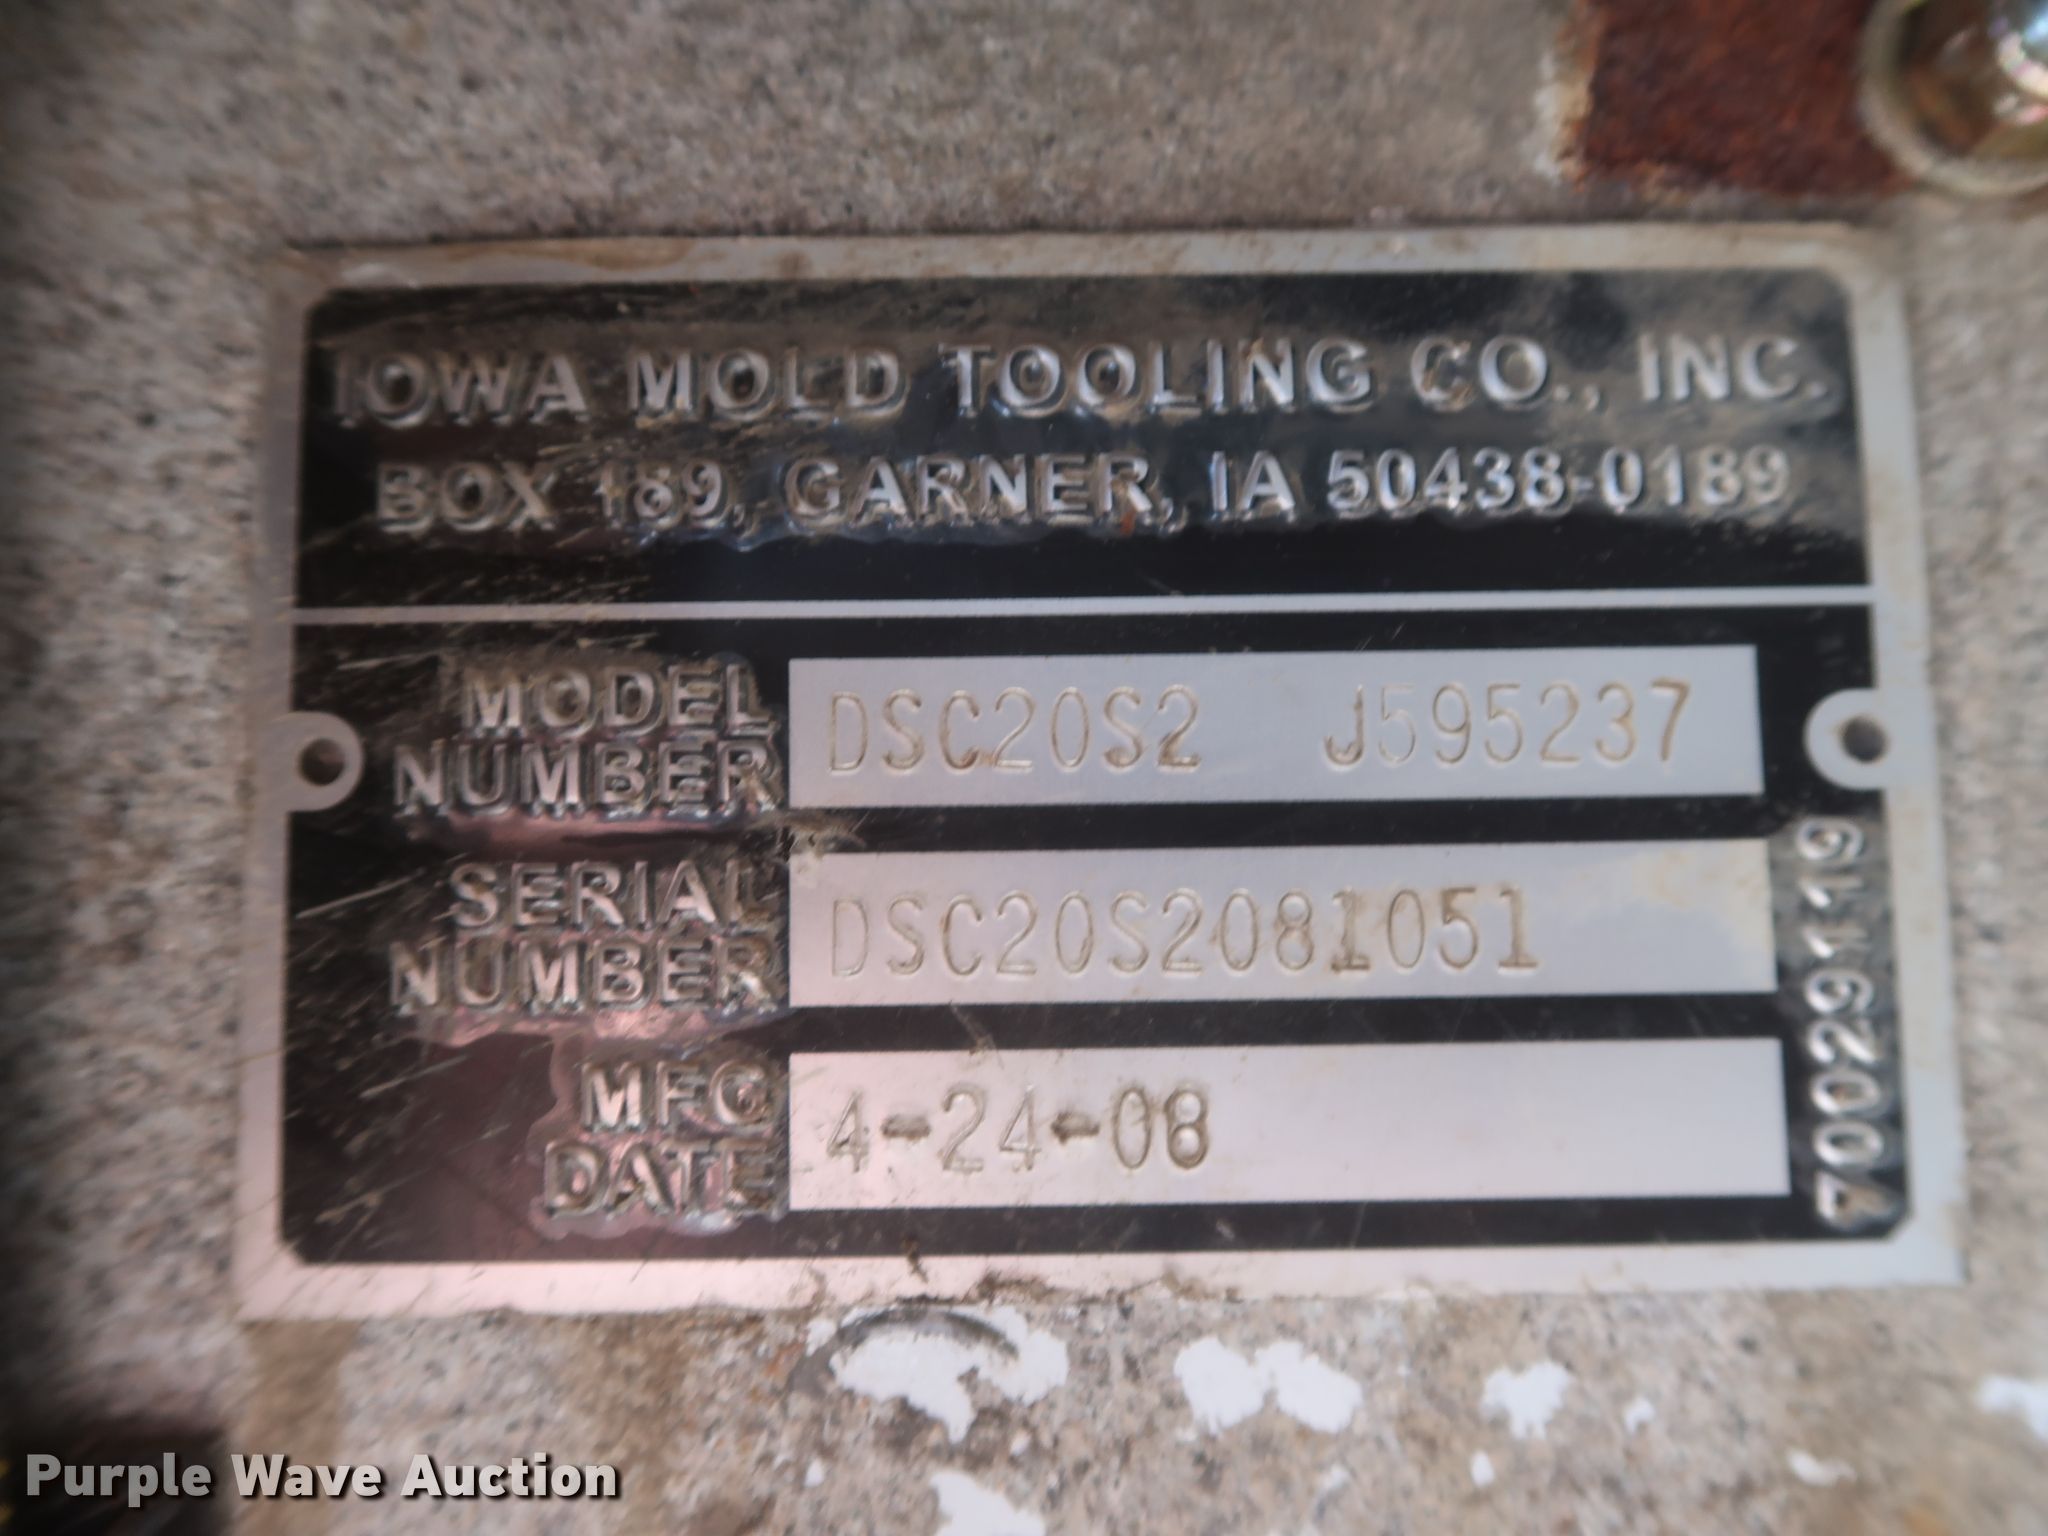 IOWA MOLD TOOLING CO., INC.
BOX 189, GARNER, IA 50438-0189
MODEL NUMBER DSC20S2 J595237
SERIAL NUMBER DSC20S2081051
MFG DATE 4-24-08
70029119
Purple Wave Auction